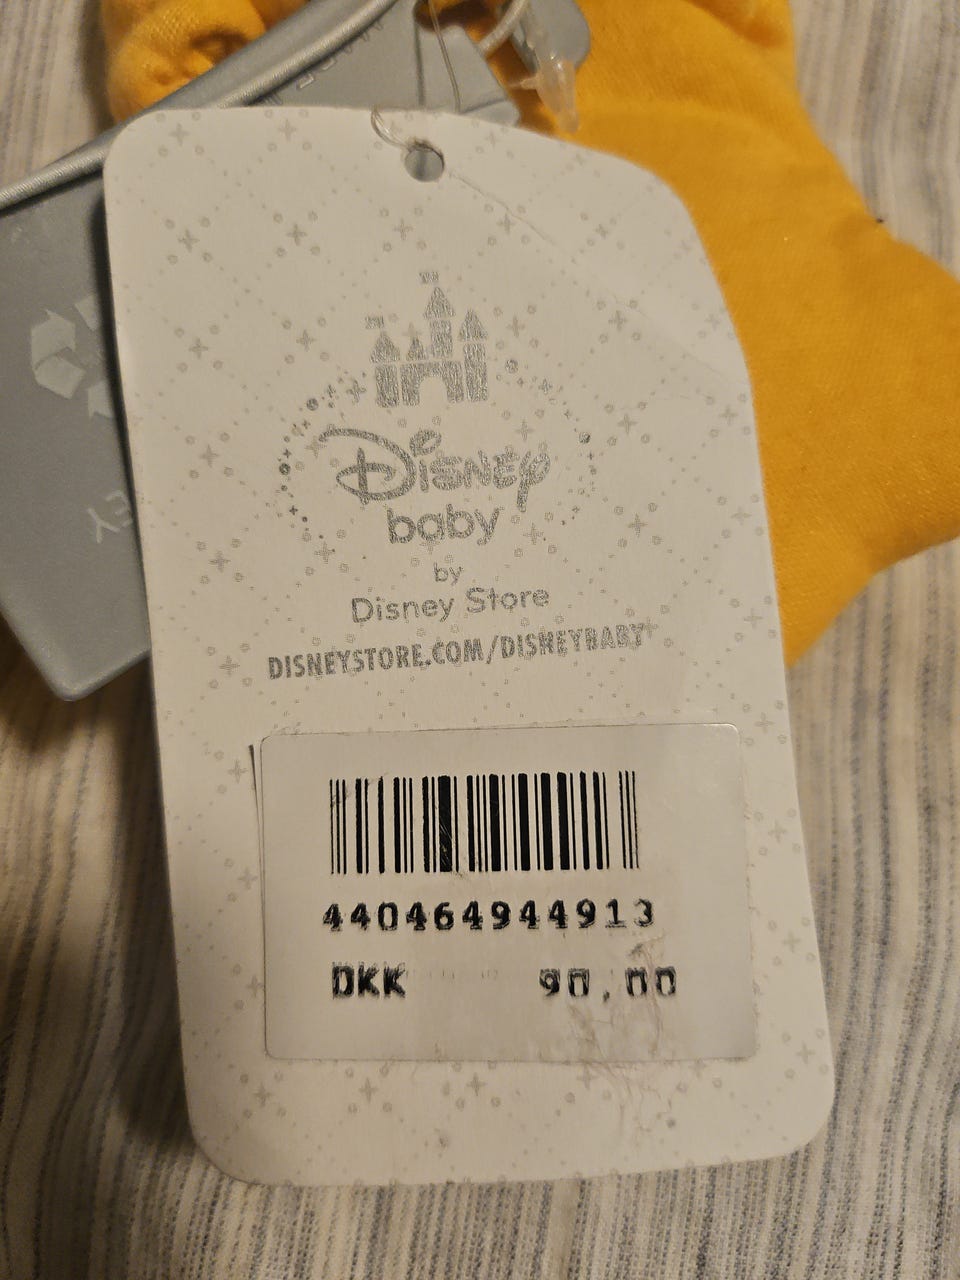 Disney
baby
by
Disney Store
DISNEYSTORE.COM/DISNEYBABY
440464944913
DKK 90,00